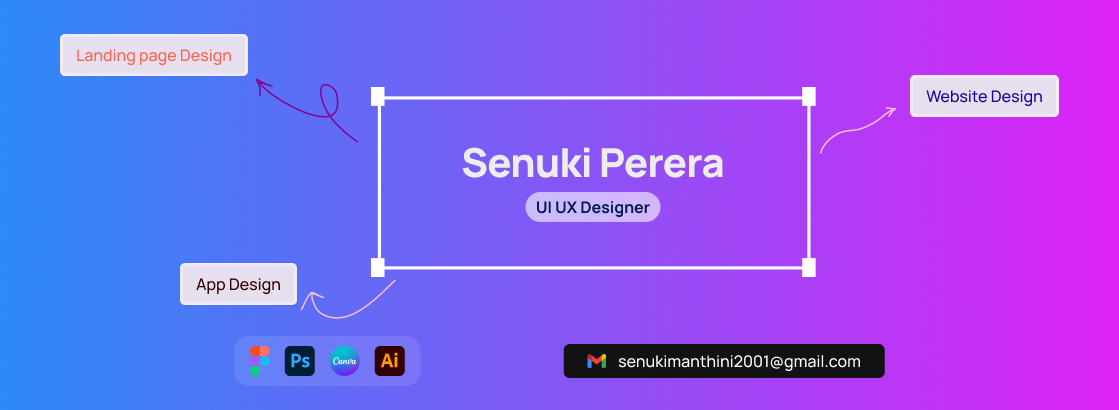 Landing page Design
Website Design
Senuki Perera
UI UX Designer
App Design
Ps
Canva
Ai
senukimanthini2001@gmail.com